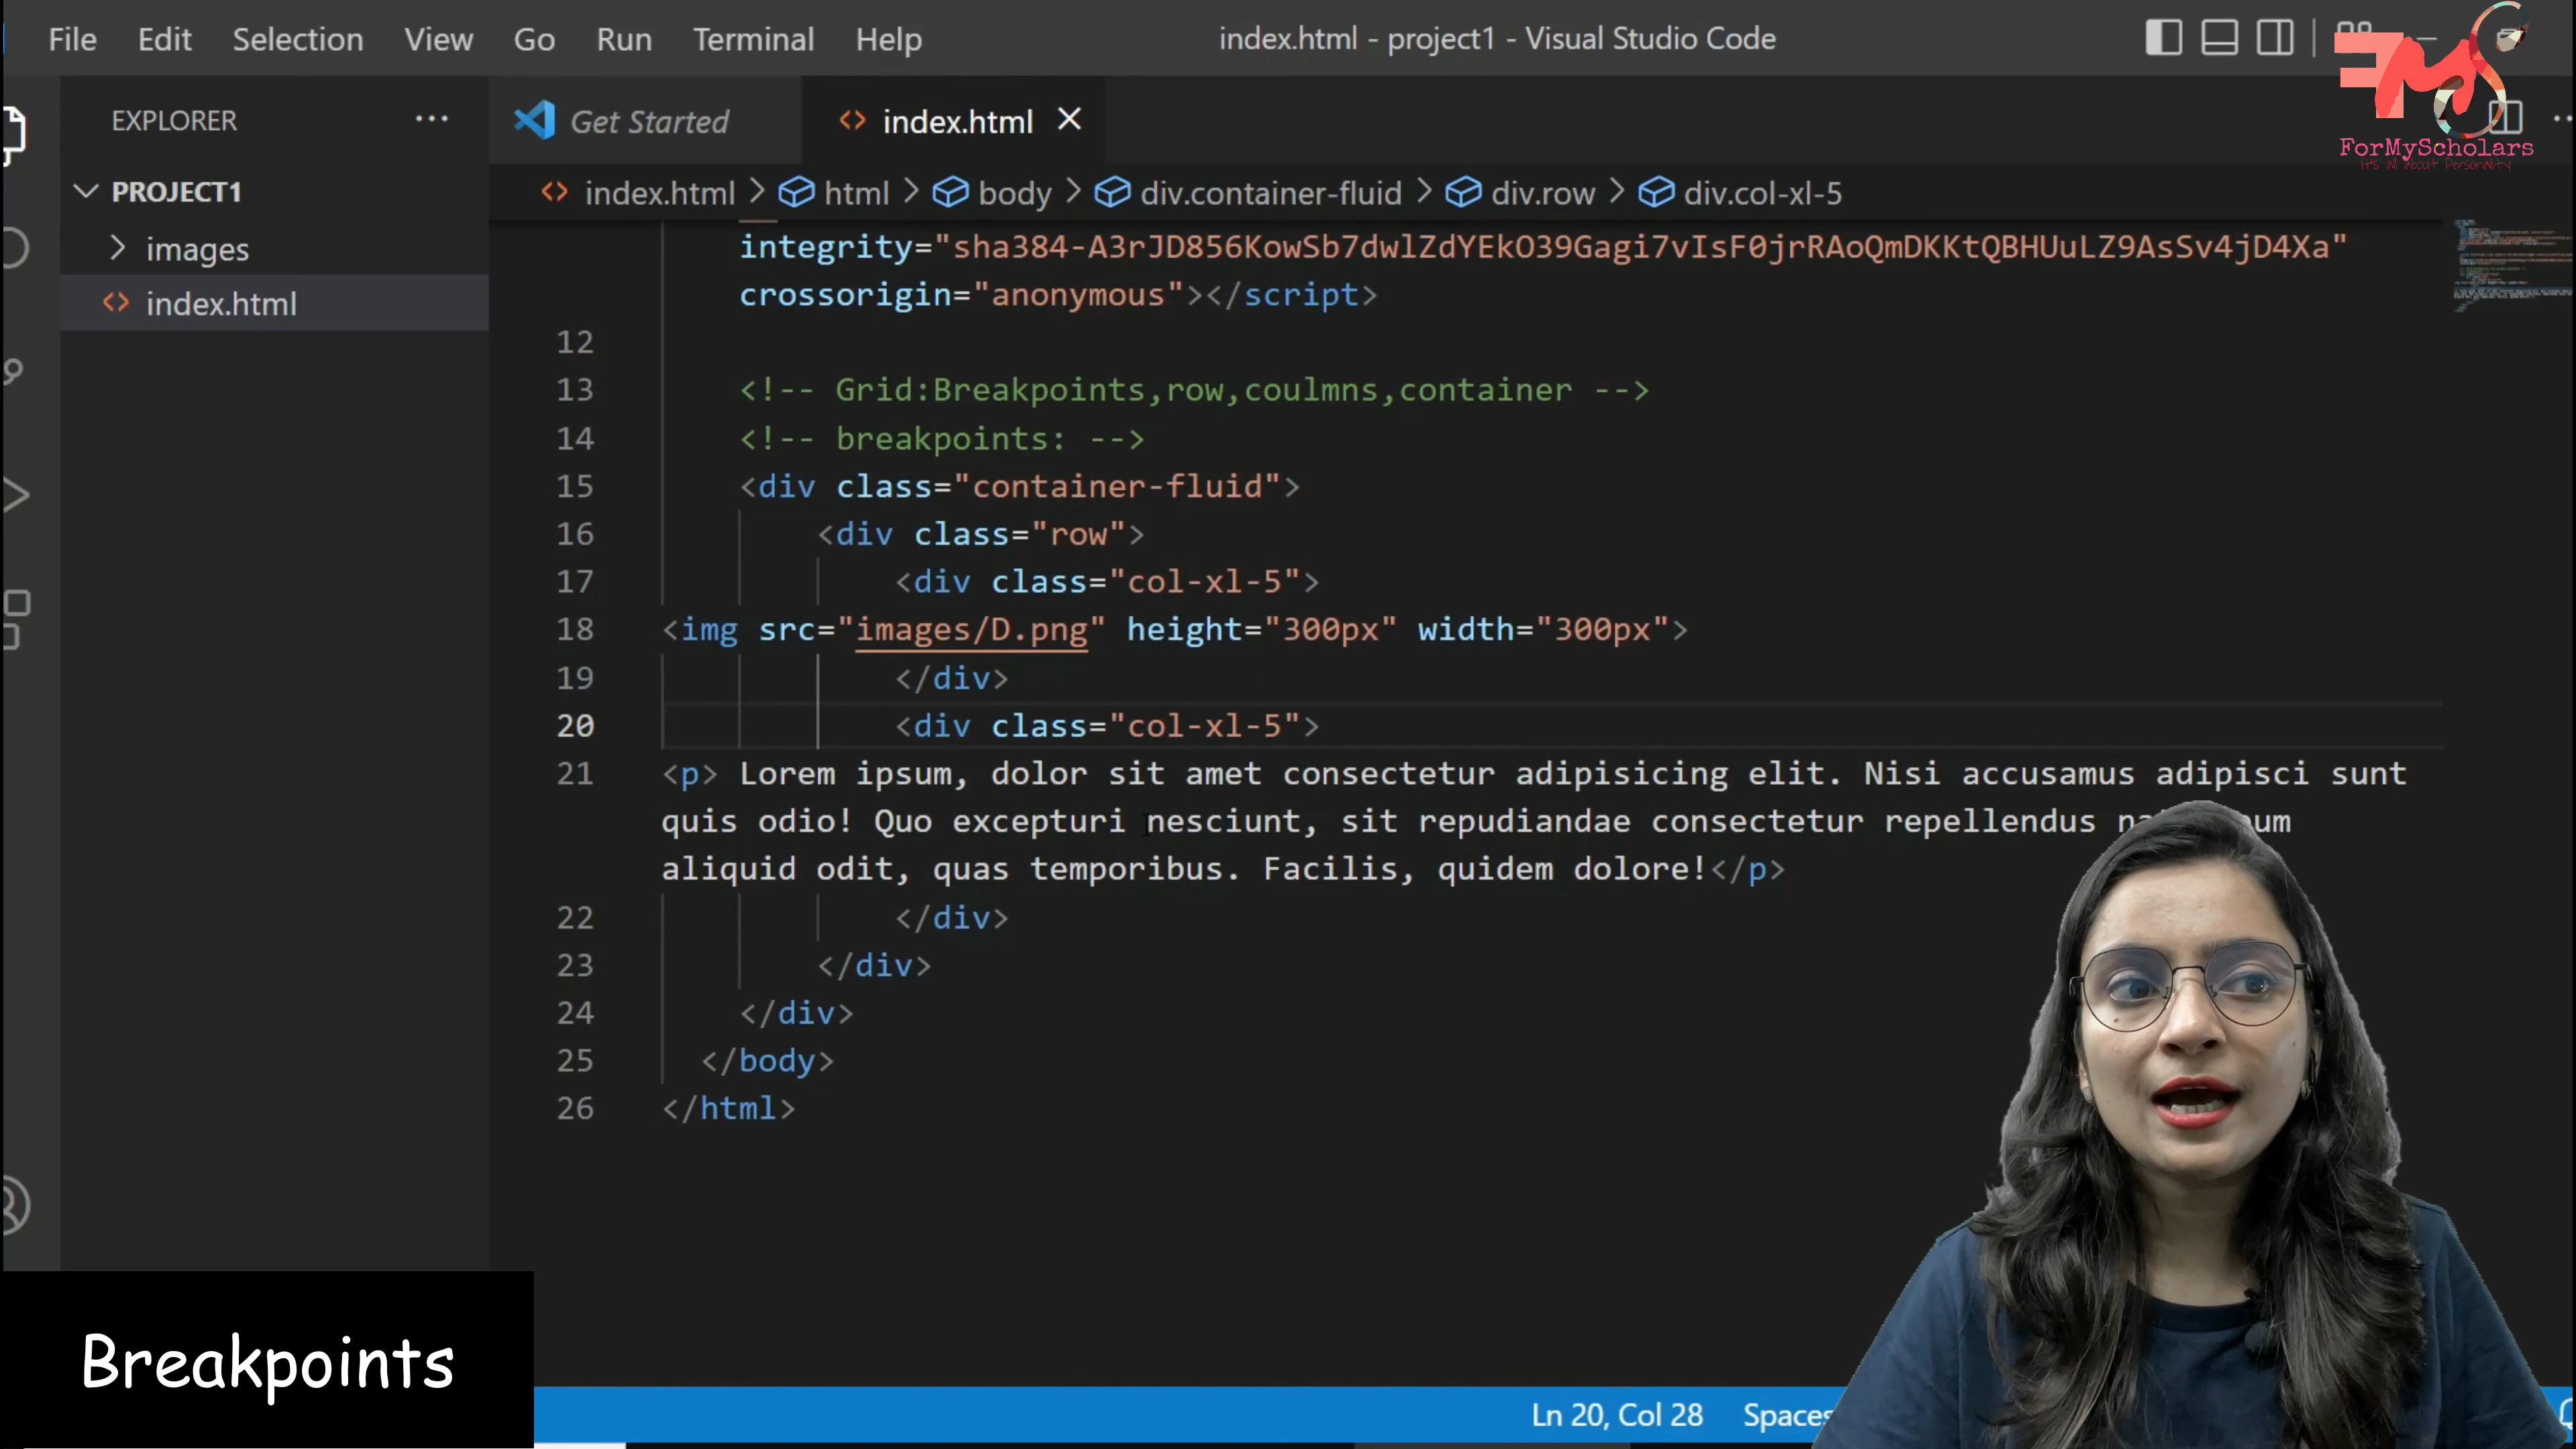 File Edit Selection View Go Run Terminal Help index.html - project1 - Visual Studio Code
FMS
ForMyScholars
It's all about Personality
EXPLORER ...
Get Started index.html
PROJECT1
images
index.html
index.html > html > body > div.container-fluid > div.row > div.col-xl-5
integrity="sha384-A3rJD856KowSb7dwlZdYEkO39Gagi7vIsF0jrRAoQmDKKtQBHUuLZ9AsSv4jD4Xa"
crossorigin="anonymous"></script>
12
13 <!-- Grid:Breakpoints,row,coulmns,container -->
14 <!-- breakpoints: -->
15 <div class="container-fluid">
16 <div class="row">
17 <div class="col-xl-5">
18 <img src="images/D.png" height="300px" width="300px">
19 </div>
20 <div class="col-xl-5">
21 <p> Lorem ipsum, dolor sit amet consectetur adipisicing elit. Nisi accusamus adipisci sunt
quis odio! Quo excepturi nesciunt, sit repudiandae consectetur repellendus
aliquid odit, quas temporibus. Facilis, quidem dolore!</p>
22 </div>
23 </div>
24 </div>
25 </body>
26 </html>
Breakpoints
Ln 20, Col 28 Spaces